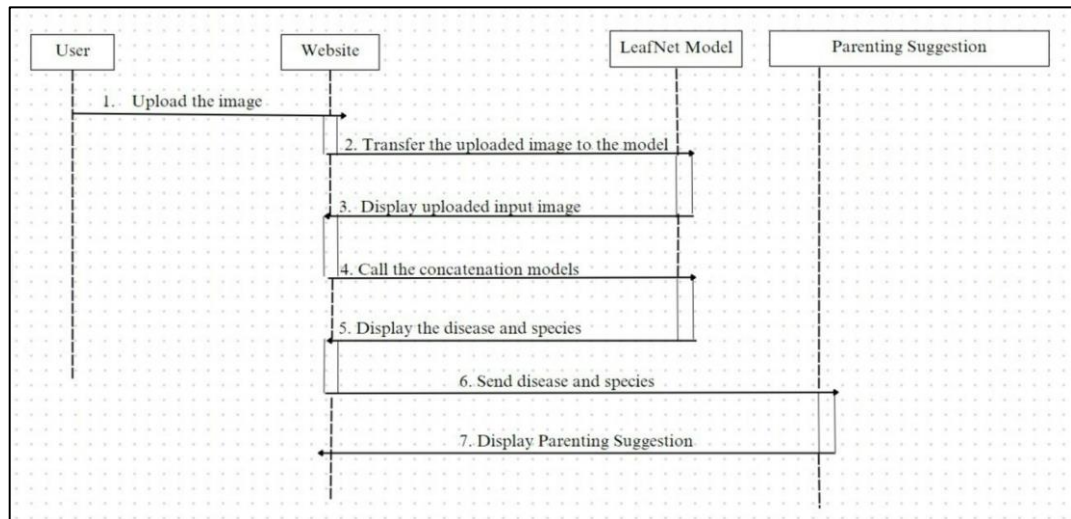 User
Website
LeafNet Model
Parenting Suggestion
1. Upload the image
2. Transfer the uploaded image to the model
3. Display uploaded input image
4. Call the concatenation models
5. Display the disease and species
6. Send disease and species
7. Display Parenting Suggestion